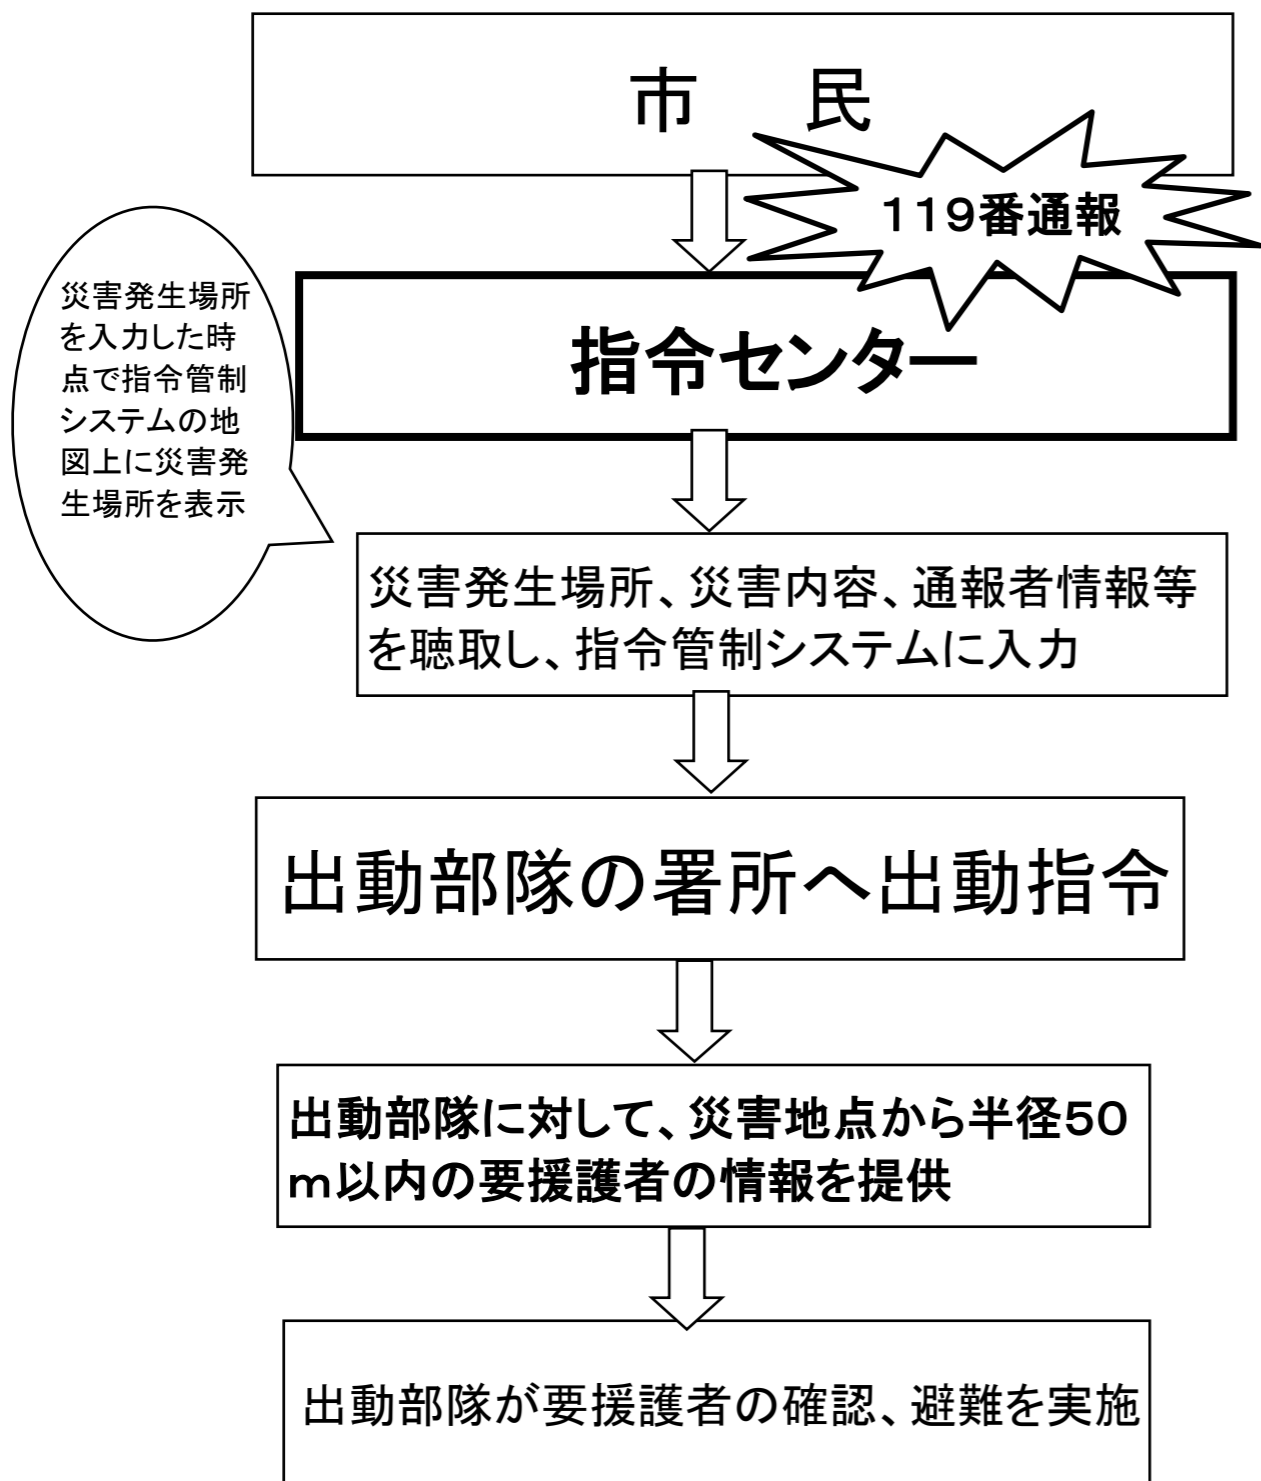 市　民
119番通報
指令センター
災害発生場所
を入力した時
点で指令管制
システムの地
図上に災害発
生場所を表示
災害発生場所、災害内容、通報者情報等
を聴取し、指令管制システムに入力
出動部隊の署所へ出動指令
出動部隊に対して、災害地点から半径50
m以内の要援護者の情報を提供
出動部隊が要援護者の確認、避難を実施